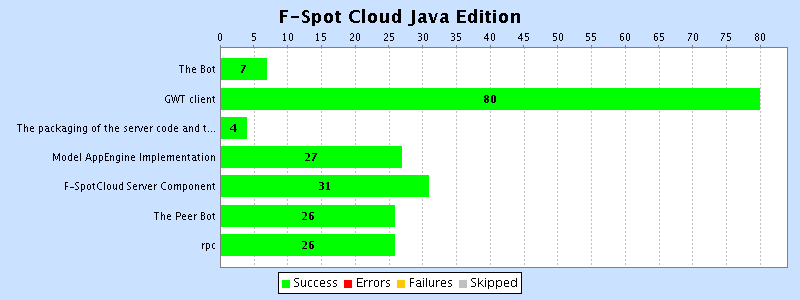 F-Spot Cloud Java Edition
0 5 10 15 20 25 30 35 40 45 50 55 60 65 70 75 80
The Bot 7
GWT client 80
The packaging of the server code and t... 4
Model AppEngine Implementation 27
F-SpotCloud Server Component 31
The Peer Bot 26
rpc 26
Success Errors Failures Skipped